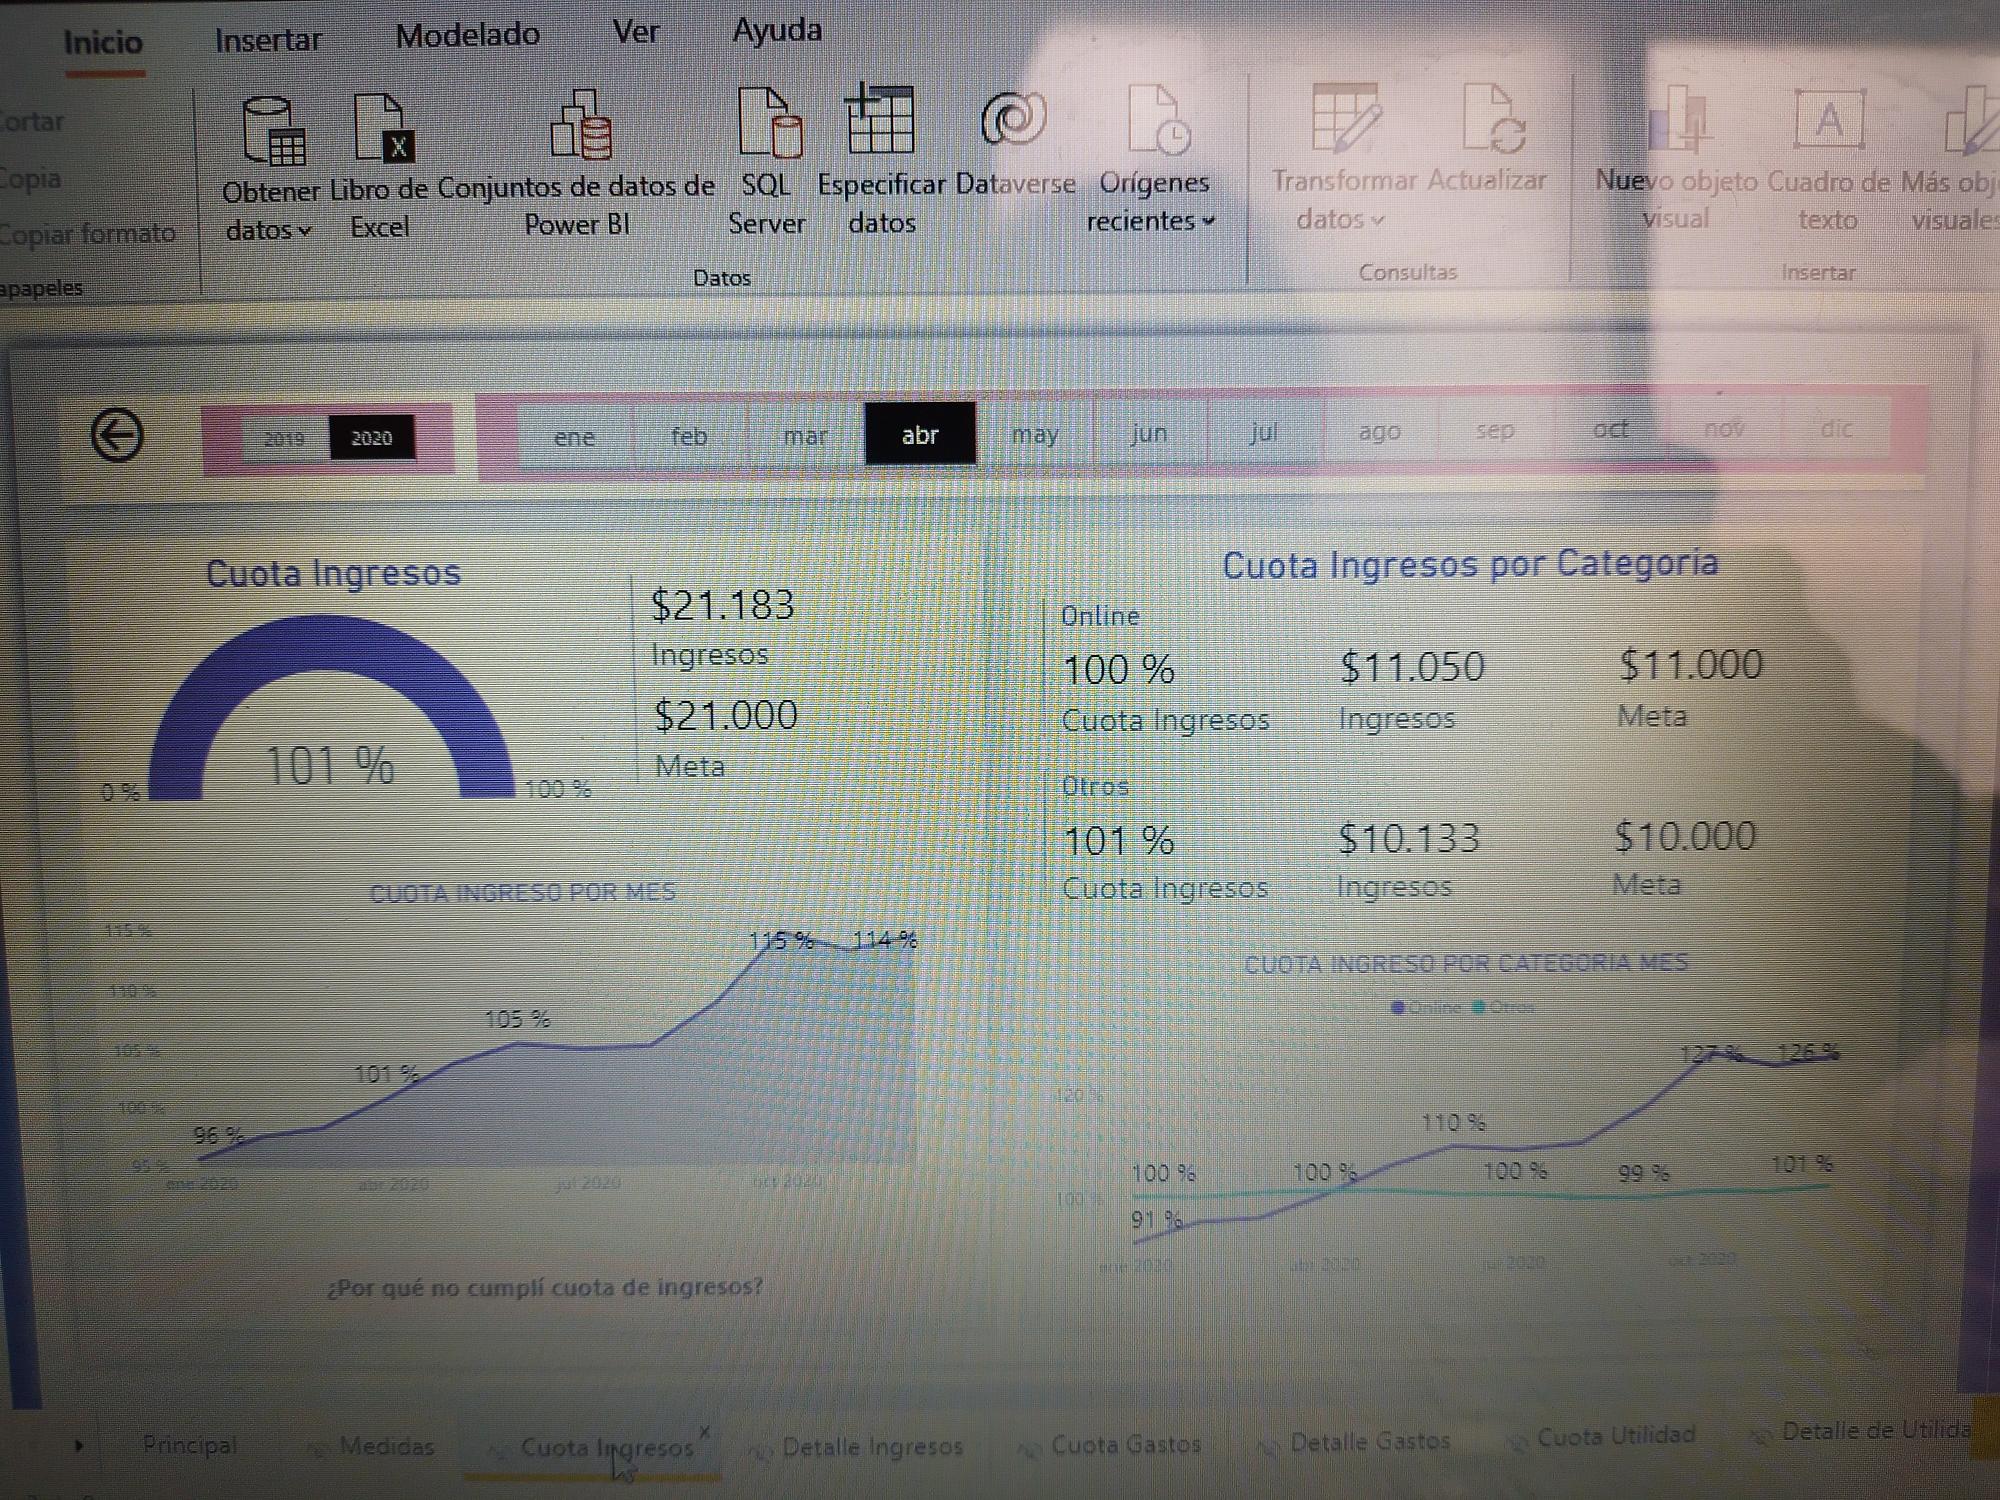 Inicio Insertar Modelado Ver Ayuda
ortar
Copia
Copiar formato
apapeles
Obtener datos
Libro de Excel
Conjuntos de datos de Power BI
SQL Server
Especificar datos
Dataverse
Orígenes recientes
Datos
Transformar datos
Actualizar
Consultas
Nuevo objeto visual
Cuadro de texto
Más obj
visuales
Insertar
2019 2020
ene feb mar abr may jun jul ago sep oct nov dic
Cuota Ingresos
101 %
0 %
100 %
$21.183
Ingresos
$21.000
Meta
Cuota Ingresos por Categoria
Online
100 % $11.050 $11.000
Cuota Ingresos Ingresos Meta
Otros
101 % $10.133 $10.000
Cuota Ingresos Ingresos Meta
CUOTA INGRESO POR MES
115 %
110 %
105 %
100 %
95 %
96 % 101 % 105 % 115 % 114 %
ene 2020 abr 2020 jul 2020 oct 2020
CUOTA INGRESO POR CATEGORIA MES
Online Otros
120 %
100 %
127 % 126 %
110 %
100 % 100 % 100 % 99 % 101 %
91 %
ene 2020 abr 2020 jul 2020 oct 2020
¿Por qué no cumplí cuota de ingresos?
Principal Medidas Cuota Ingresos Detalle Ingresos Cuota Gastos Detalle Gastos Cuota Utilidad Detalle de Utilida